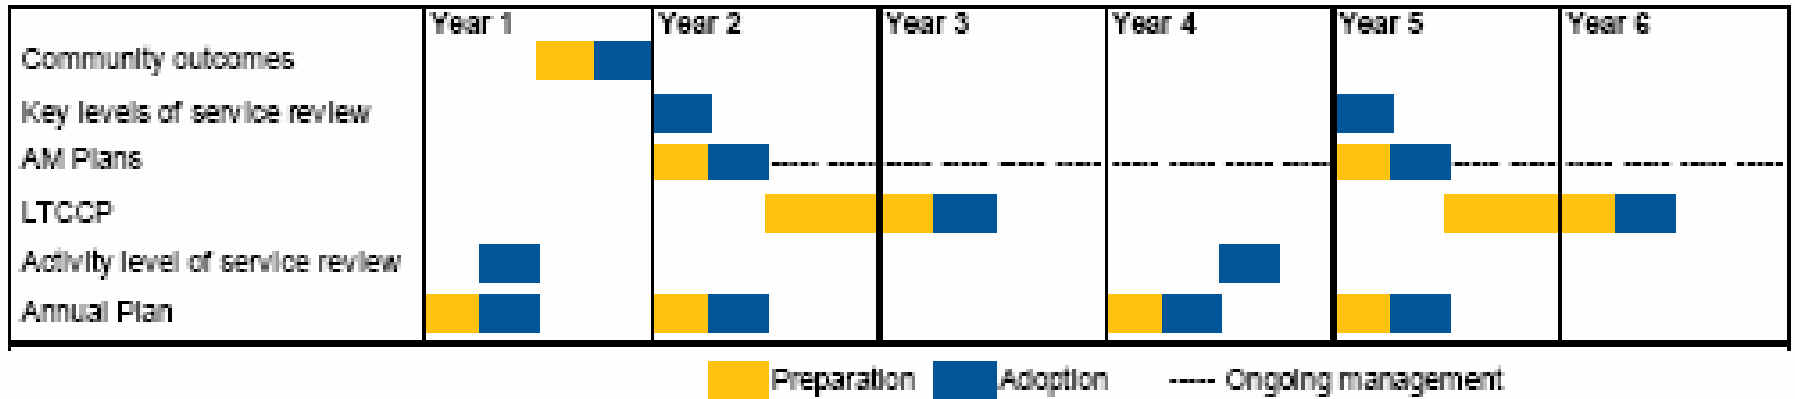 Year 1 Year 2 Year 3 Year 4 Year 5 Year 6
Community outcomes
Key levels of service review
AM Plans
LTCCP
Activity level of service review
Annual Plan
Preparation Adoption Ongoing management